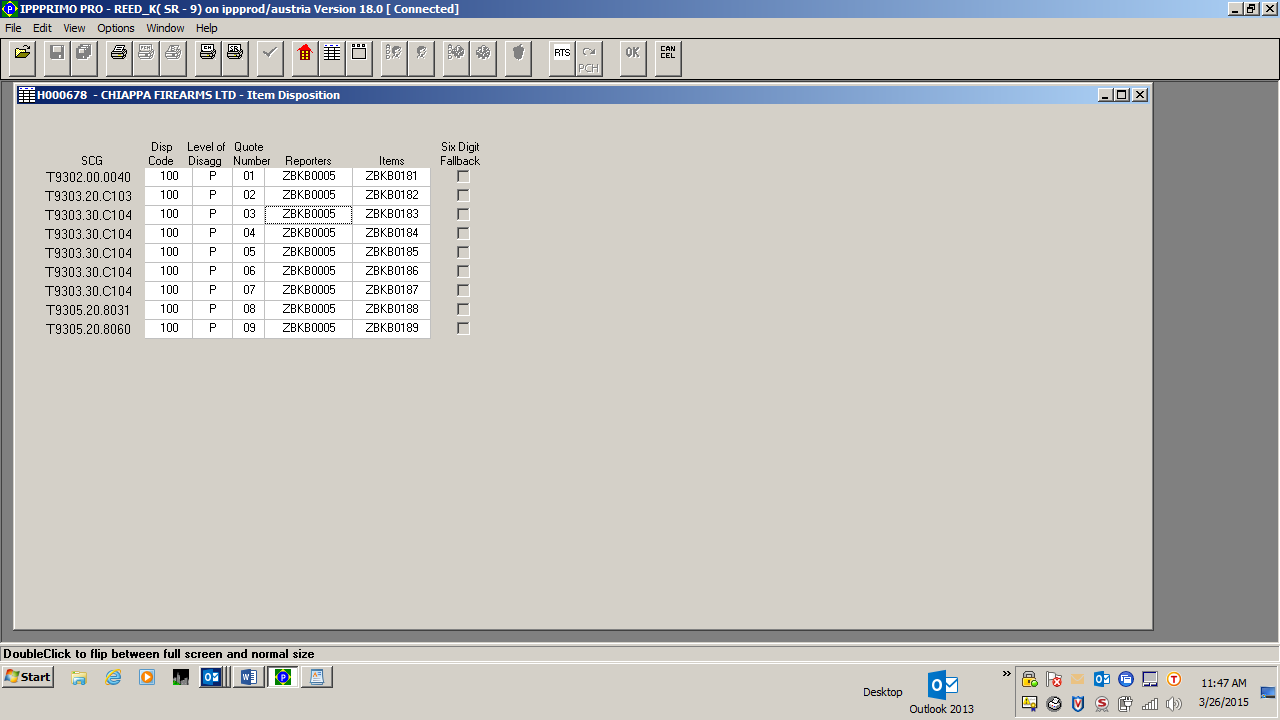 IPPPRIMO PRO - REED_K( SR - 9) on ippprod/austria Version 18.0 [ Connected]
File Edit View Options Window Help
RTS PCH OK CAN CEL
H000678 - CHIAPPA FIREARMS LTD - Item Disposition
Disp Level of Quote Six Digit
SCG Code Disagg Number Reporters Items Fallback
T9302.00.0040 100 P 01 ZBKB0005 ZBKB0181
T9303.20.C103 100 P 02 ZBKB0005 ZBKB0182
T9303.30.C104 100 P 03 ZBKB0005 ZBKB0183
T9303.30.C104 100 P 04 ZBKB0005 ZBKB0184
T9303.30.C104 100 P 05 ZBKB0005 ZBKB0185
T9303.30.C104 100 P 06 ZBKB0005 ZBKB0186
T9303.30.C104 100 P 07 ZBKB0005 ZBKB0187
T9305.20.8031 100 P 08 ZBKB0005 ZBKB0188
T9305.20.8060 100 P 09 ZBKB0005 ZBKB0189
DoubleClick to flip between full screen and normal size
Start
Desktop
Outlook 2013
11:47 AM
3/26/2015